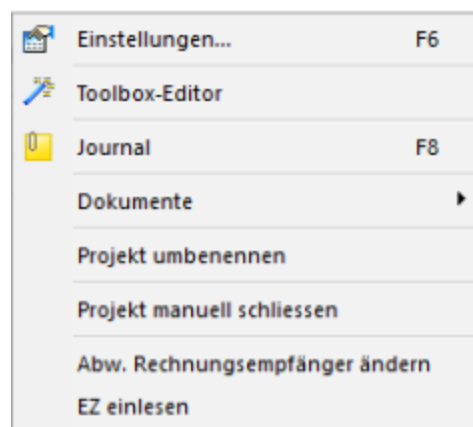 Einstellungen... F6
Toolbox-Editor
Journal F8
Dokumente
Projekt umbenennen
Projekt manuell schliessen
Abw. Rechnungsempfänger ändern
EZ einlesen